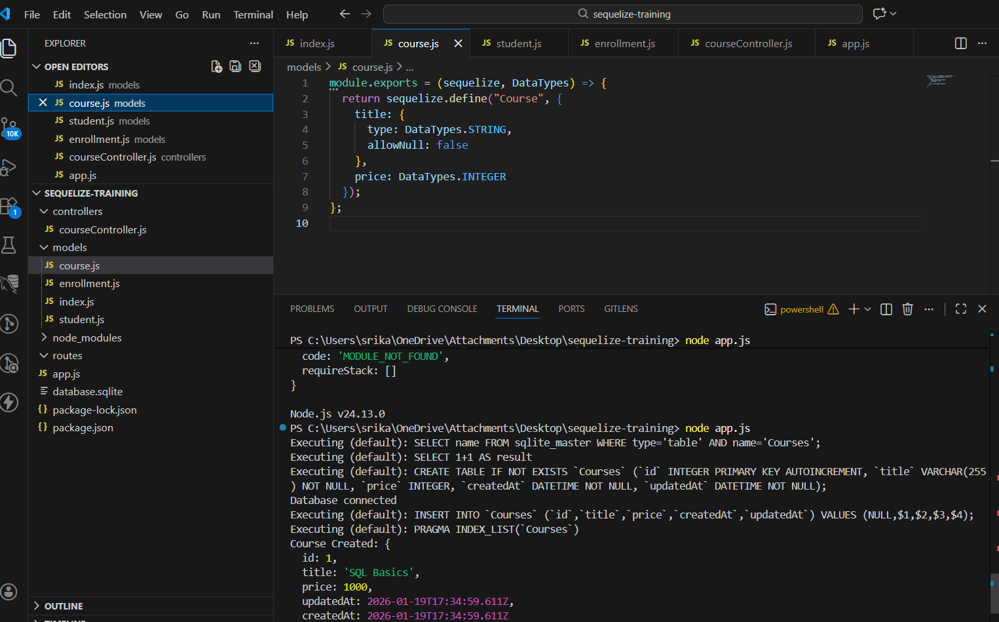 File Edit Selection View Go Run Terminal Help
sequelize-training
EXPLORER
OPEN EDITORS
JS index.js models
JS course.js models
JS student.js models
JS enrollment.js models
JS courseController.js controllers
JS app.js
SEQUELIZE-TRAINING
controllers
JS courseController.js
models
JS course.js
JS enrollment.js
JS index.js
JS student.js
node_modules
routes
JS app.js
database.sqlite
{} package-lock.json
{} package.json
OUTLINE
TIMELINE
10K
1
JS index.js JS course.js JS student.js JS enrollment.js JS courseController.js JS app.js
models > JS course.js > ...
1 module.exports = (sequelize, DataTypes) => {
2 return sequelize.define("Course", {
3 title: {
4 type: DataTypes.STRING,
5 allowNull: false
6 },
7 price: DataTypes.INTEGER
8 });
9 };
10
PROBLEMS OUTPUT DEBUG CONSOLE TERMINAL PORTS GITLENS
powershell
PS C:\Users\srika\OneDrive\Attachments\Desktop\sequelize-training> node app.js
code: 'MODULE_NOT_FOUND',
requireStack: []
}
Node.js v24.13.0
PS C:\Users\srika\OneDrive\Attachments\Desktop\sequelize-training> node app.js
Executing (default): SELECT name FROM sqlite_master WHERE type='table' AND name='Courses';
Executing (default): SELECT 1+1 AS result
Executing (default): CREATE TABLE IF NOT EXISTS `Courses` (`id` INTEGER PRIMARY KEY AUTOINCREMENT, `title` VARCHAR(255
) NOT NULL, `price` INTEGER, `createdAt` DATETIME NOT NULL, `updatedAt` DATETIME NOT NULL);
Database connected
Executing (default): INSERT INTO `Courses` (`id`,`title`,`price`,`createdAt`,`updatedAt`) VALUES (NULL,$1,$2,$3,$4);
Executing (default): PRAGMA INDEX_LIST(`Courses`)
Course Created: {
id: 1,
title: 'SQL Basics',
price: 1000,
updatedAt: 2026-01-19T17:34:59.611Z,
createdAt: 2026-01-19T17:34:59.611Z